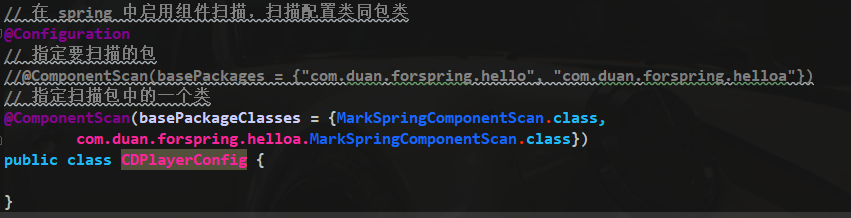 // 在 spring 中启用组件扫描，扫描配置类同包类
@Configuration
// 指定要扫描的包
//@ComponentScan(basePackages = {"com.duan.forspring.hello", "com.duan.forspring.helloa"})
// 指定扫描包中的一个类
@ComponentScan(basePackageClasses = {MarkSpringComponentScan.class,
com.duan.forspring.helloa.MarkSpringComponentScan.class})
public class CDPlayerConfig {
}